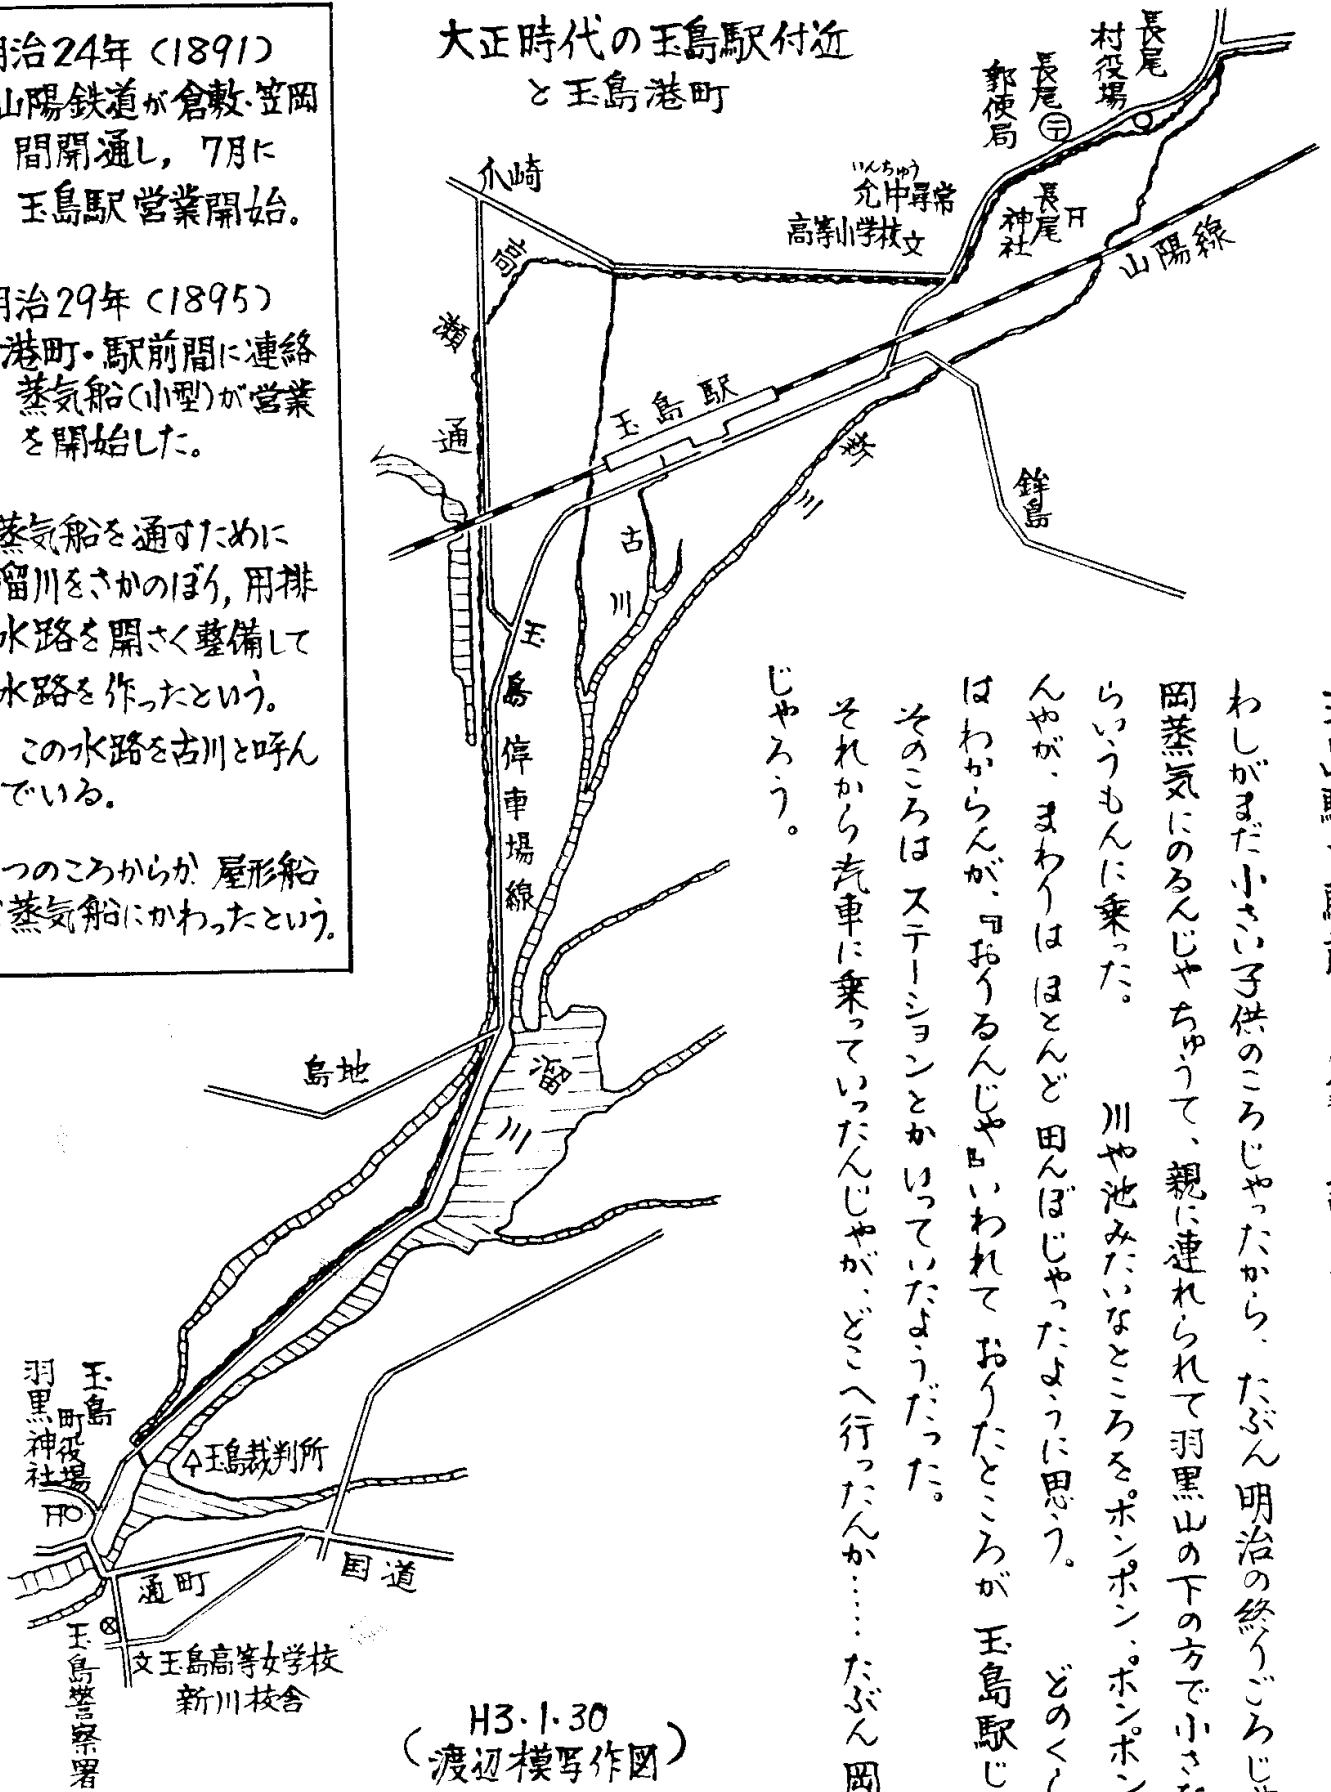 大正時代の玉島駅付近
と玉島港町
明治24年(1891)
山陽鉄道が倉敷・笠岡
間開通し, 7月に
玉島駅営業開始。
明治29年(1895)
港町・駅前間に連絡
蒸気船(小型)が営業
を開始した。
蒸気船を通すために
溜川をさかのぼり, 用排
水路を開さく整備して
水路を作ったという。
この水路を古川と呼ん
でいる。
つのころからか 屋形船
蒸気船にかわったという。
長尾
村役場
長尾
〒
郵便局
爪崎
いんちゅう
允中尋常
高等小学校 文
長尾
神社
山陽線
高瀬通
玉島駅
古川
川
鉾島
玉島停車場線
島地
溜川
羽黒神社
玉島
町役場
玉島裁判所
通町
国道
玉島警察署
文 玉島高等女学校
新川校舎
H3・1・30
(渡辺模写作図)
わしがまだ小さい子供のころじゃったから、たぶん明治の終りごろじゃ
岡蒸気にのるんじゃちゅうて、親に連れられて羽黒山の下の方で小さな
らいうもんに乗った。 川や池みたいなところをポンポン、ポンポン
んやが、まわりは ほとんど 田んぼじゃったように思う。 どのく
はわからんが、『おりるんじゃ』いわれて おりたところが 玉島駅じ
そのころは ステーションとか いっていたようだった。
それから 汽車に乗っていったんじゃが、どこへ行ったんか……たぶん 岡
じゃろう。